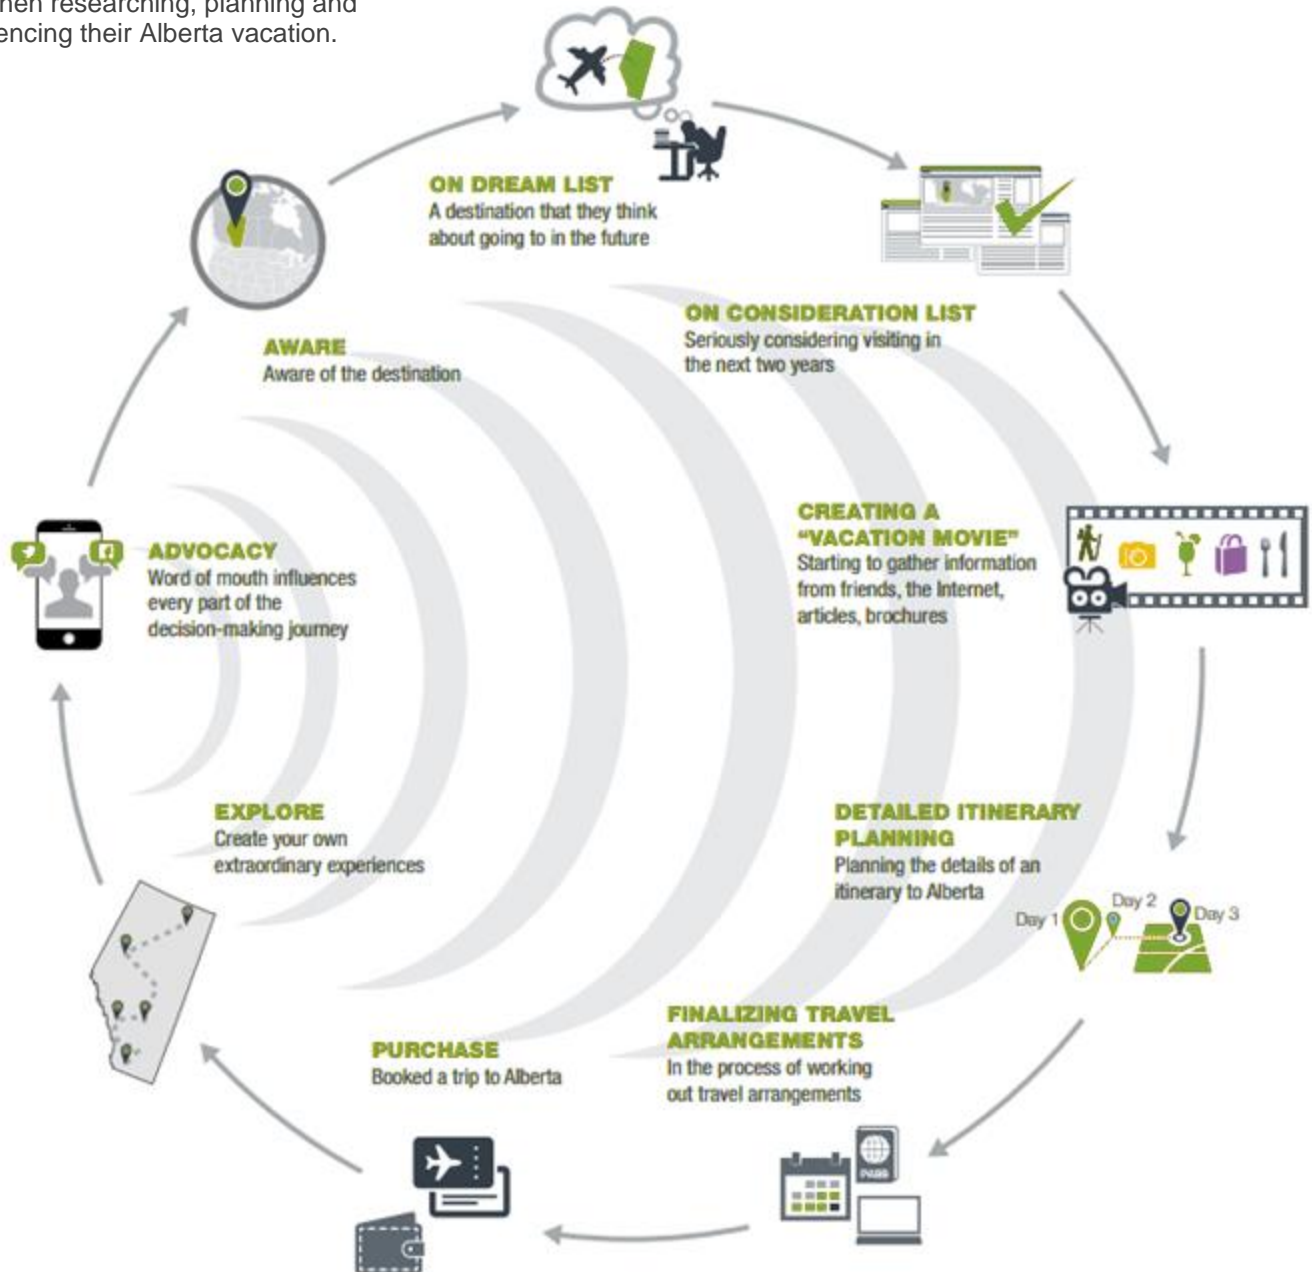 hen researching, planning and
encing their Alberta vacation.
ON DREAM LIST
A destination that they think
about going to in the future
ON CONSIDERATION LIST
Seriously considering visiting in
the next two years
AWARE
Aware of the destination
CREATING A
“VACATION MOVIE”
Starting to gather information
from friends, the Internet,
articles, brochures
ADVOCACY
Word of mouth influences
every part of the
decision-making journey
DETAILED ITINERARY
PLANNING
Planning the details of an
itinerary to Alberta
Day 1
Day 2
Day 3
EXPLORE
Create your own
extraordinary experiences
FINALIZING TRAVEL
ARRANGEMENTS
In the process of working
out travel arrangements
PASS
PURCHASE
Booked a trip to Alberta